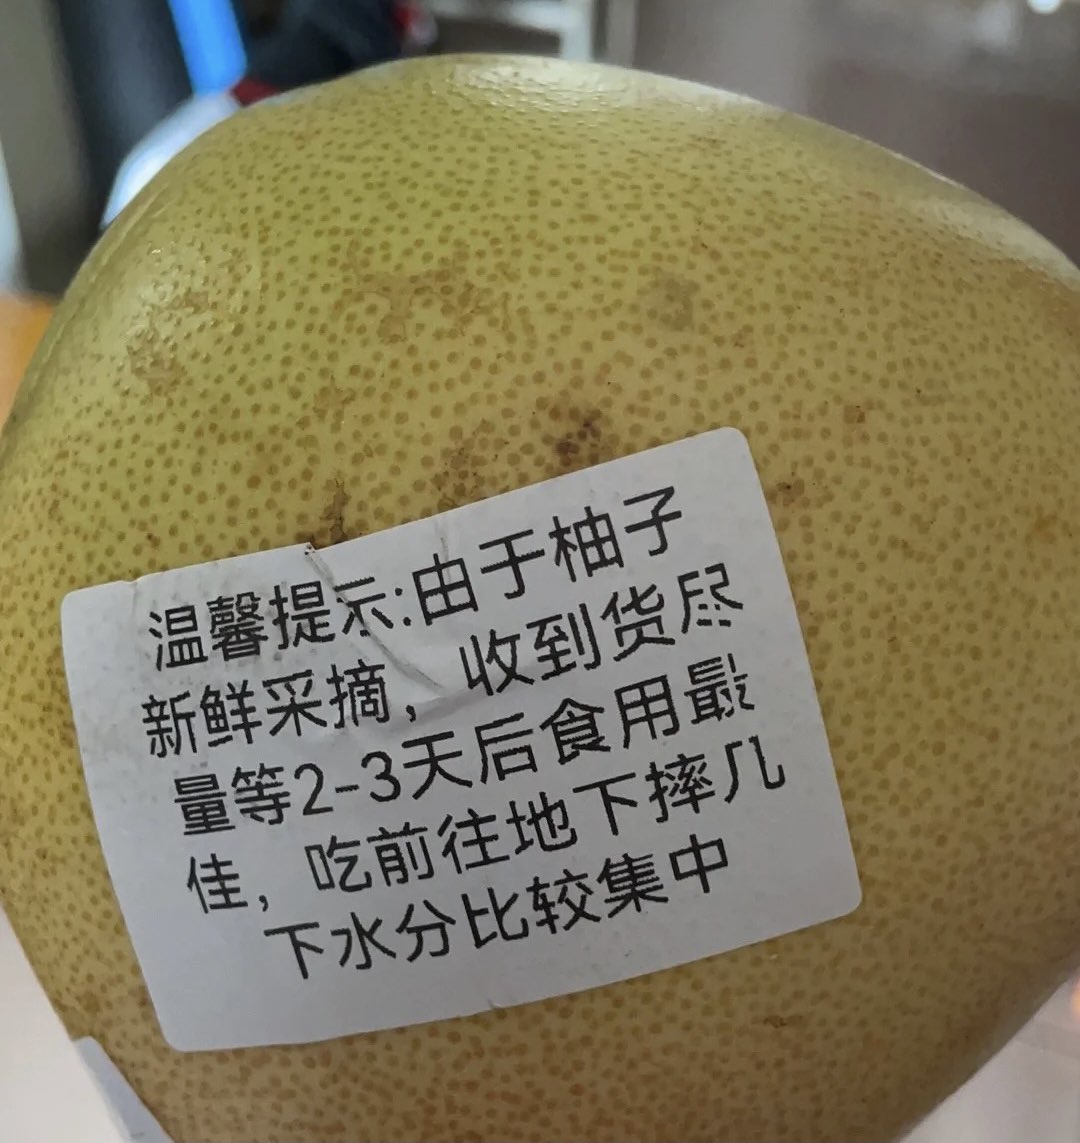 温馨提示:由于柚子
新鲜采摘，收到货尽
量等2-3天后食用最
佳，吃前往地下摔几
下水分比较集中